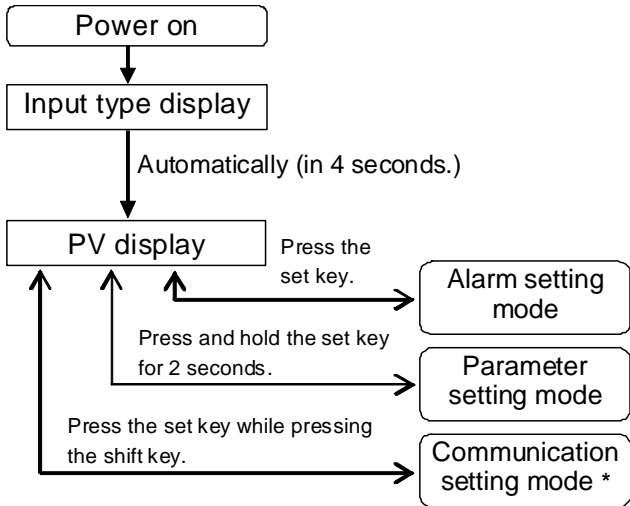 Power on
Input type display
Automatically (in 4 seconds.)
PV display
Press the
set key.
Alarm setting
mode
Press and hold the set key
for 2 seconds.
Parameter
setting mode
Press the set key while pressing
the shift key.
Communication
setting mode *